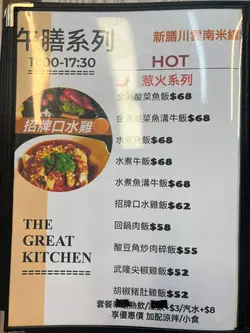 午膳系列
11:00-17:30
新膳川雲南米線
HOT
惹火系列
招牌口水雞
THE
GREAT
KITCHEN
酸菜魚飯$68
酸菜魚溝牛飯$68
水煮魚飯$68
水煮牛飯$68
水煮魚溝牛飯$68
招牌口水雞飯$62
回鍋肉飯$58
酸豆角炒肉碎飯$55
武隆尖椒雞飯$52
胡椒豬肚雞飯$52
套餐 熱飲/ +$3/汽水+$8
享優惠價 加配涼拌/小食